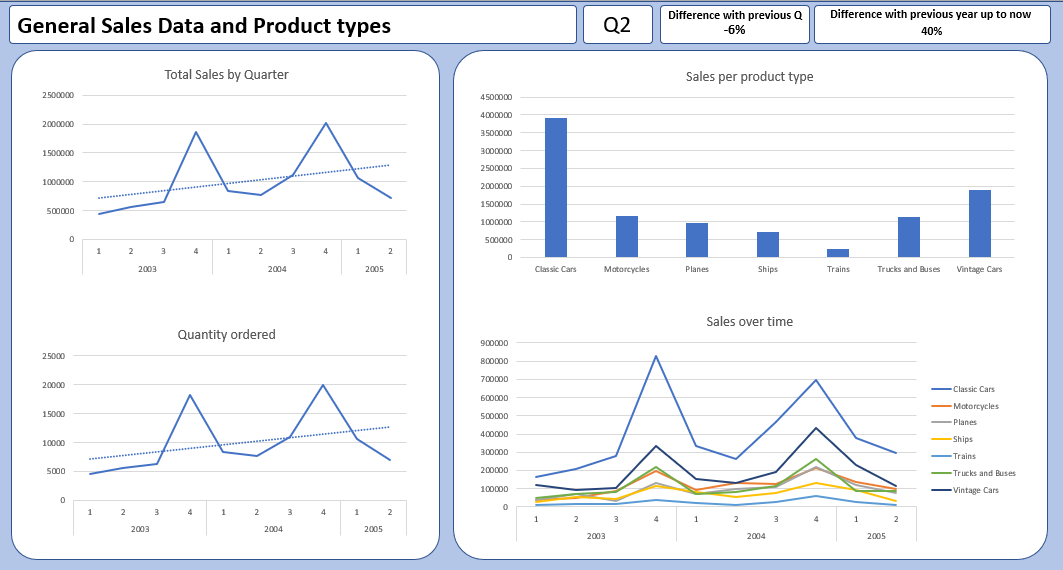 General Sales Data and Product types
Q2
Difference with previous Q
-6%
Difference with previous year up to now
40%
Total Sales by Quarter
2500000
2000000
1500000
1000000
500000
0
1 2 3 4 1 2 3 4 1 2
2003 2004 2005
Quantity ordered
25000
20000
15000
10000
5000
0
1 2 3 4 1 2 3 4 1 2
2003 2004 2005
Sales per product type
4500000
4000000
3500000
3000000
2500000
2000000
1500000
1000000
500000
0
Classic Cars Motorcycles Planes Ships Trains Trucks and Buses Vintage Cars
Sales over time
900000
800000
700000
600000
500000
400000
300000
200000
100000
0
1 2 3 4 1 2 3 4 1 2
2003 2004 2005
Classic Cars
Motorcycles
Planes
Ships
Trains
Trucks and Buses
Vintage Cars